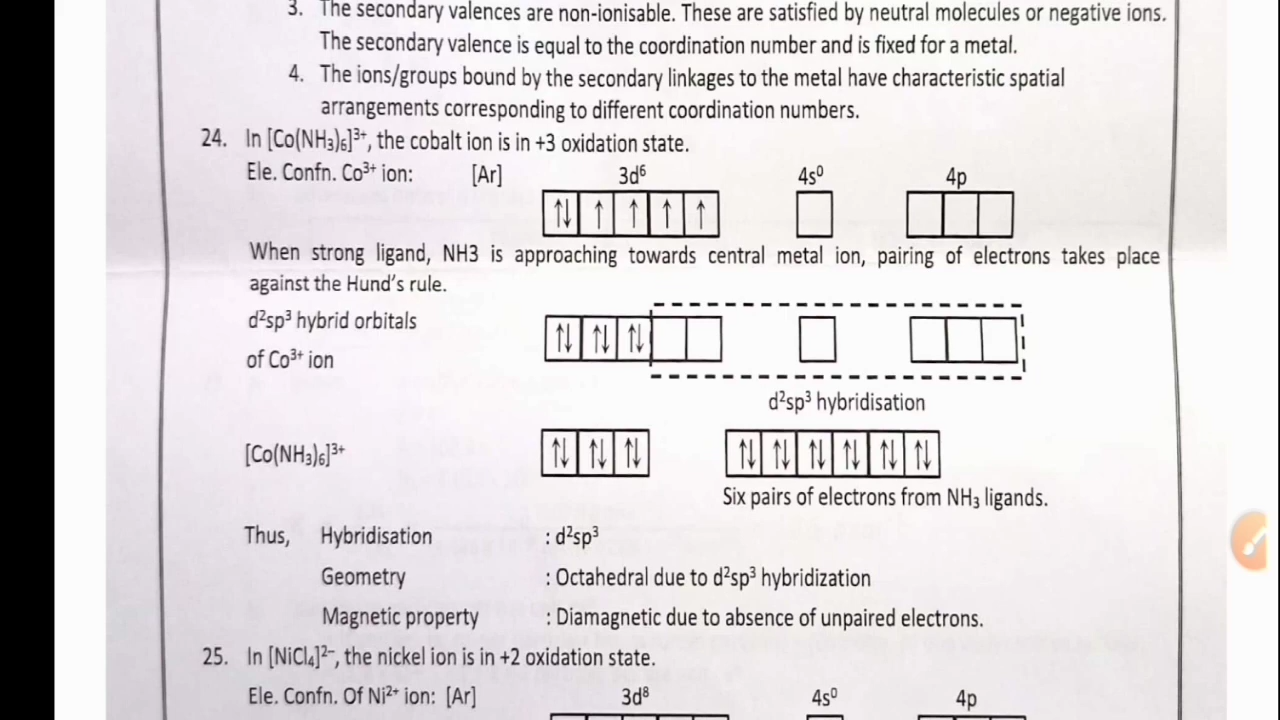 3. The secondary valences are non-ionisable. These are satisfied by neutral molecules or negative ions.
The secondary valence is equal to the coordination number and is fixed for a metal.
4. The ions/groups bound by the secondary linkages to the metal have characteristic spatial
arrangements corresponding to different coordination numbers.
24. In [Co(NH₃)₆]³⁺, the cobalt ion is in +3 oxidation state.
Ele. Confn. Co³⁺ ion: [Ar] 3d⁶ 4s⁰ 4p
↑↓ ↑ ↑ ↑ ↑
When strong ligand, NH3 is approaching towards central metal ion, pairing of electrons takes place
against the Hund's rule.
d²sp³ hybrid orbitals
↑↓ ↑↓ ↑↓
of Co³⁺ ion
d²sp³ hybridisation
[Co(NH₃)₆]³⁺ ↑↓ ↑↓ ↑↓ ↑↓ ↑↓ ↑↓ ↑↓ ↑↓ ↑↓
Six pairs of electrons from NH₃ ligands.
Thus, Hybridisation : d²sp³
Geometry : Octahedral due to d²sp³ hybridization
Magnetic property : Diamagnetic due to absence of unpaired electrons.
25. In [NiCl₄]²⁻, the nickel ion is in +2 oxidation state.
Ele. Confn. Of Ni²⁺ ion: [Ar] 3d⁸ 4s⁰ 4p